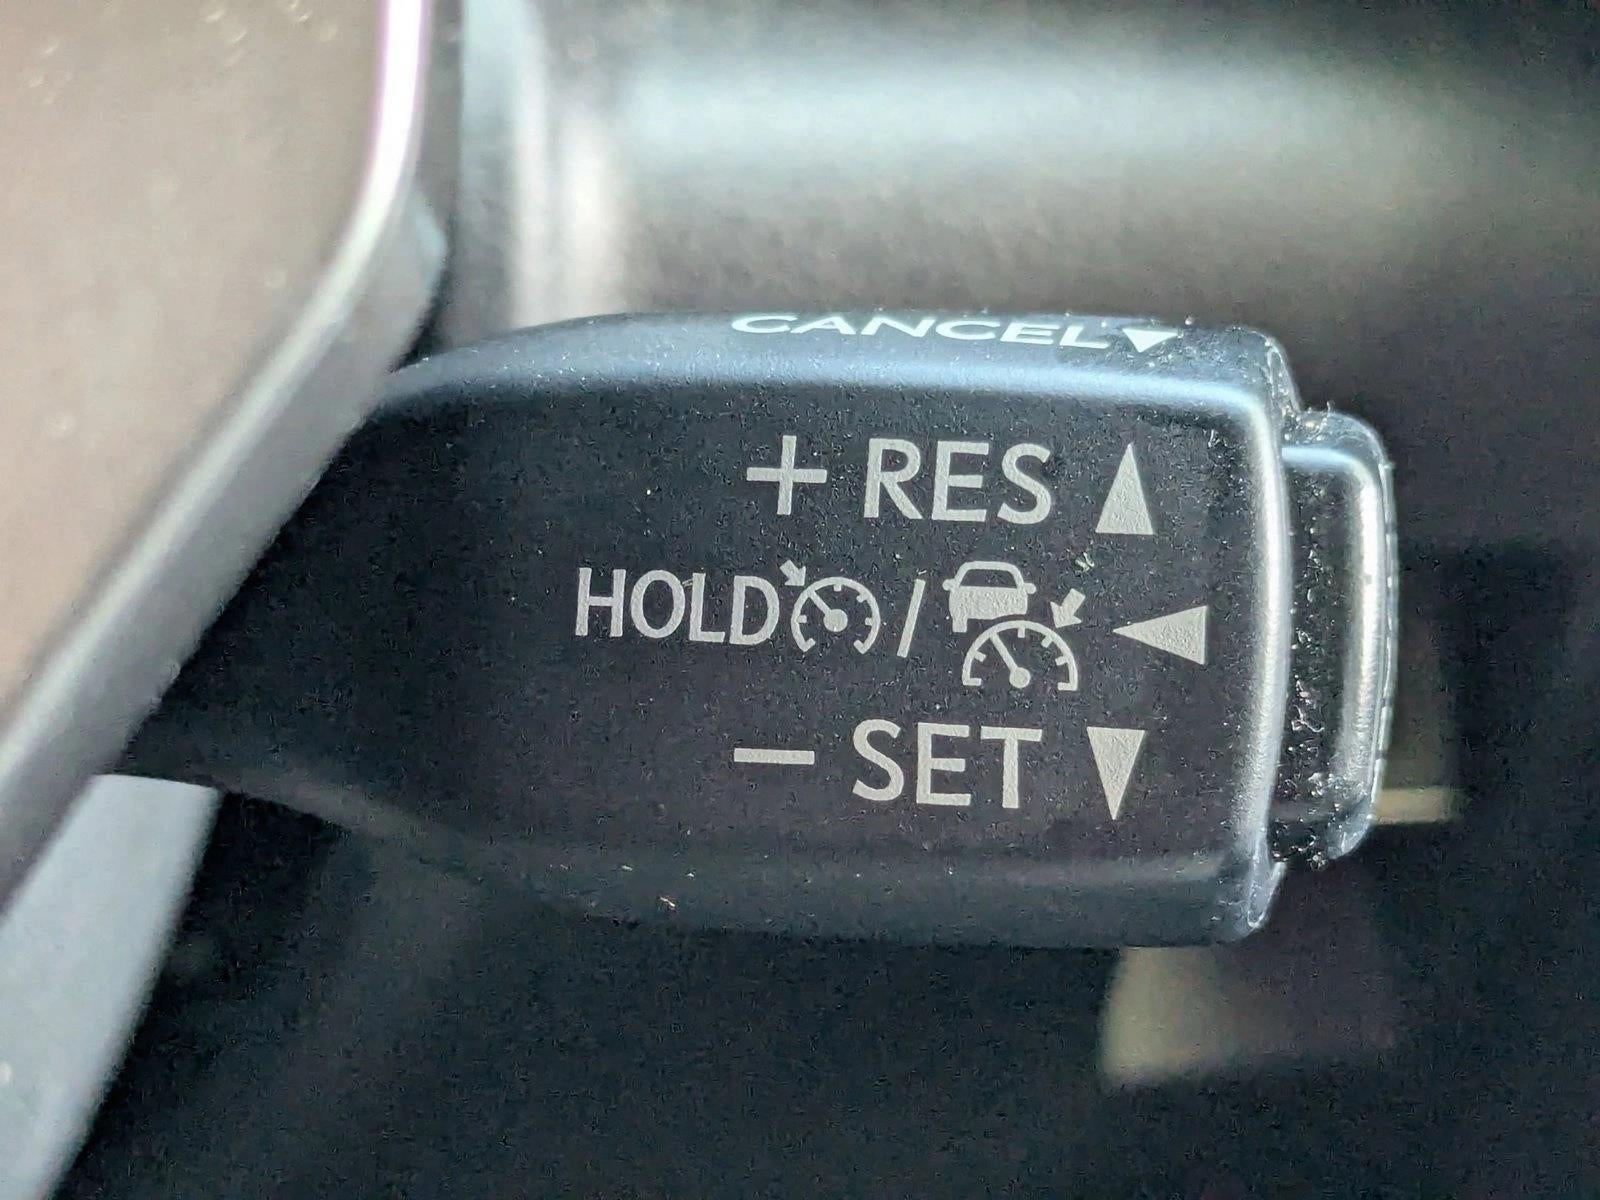 CANCEL▼
+ RES ▲
HOLD / ◀
− SET ▼